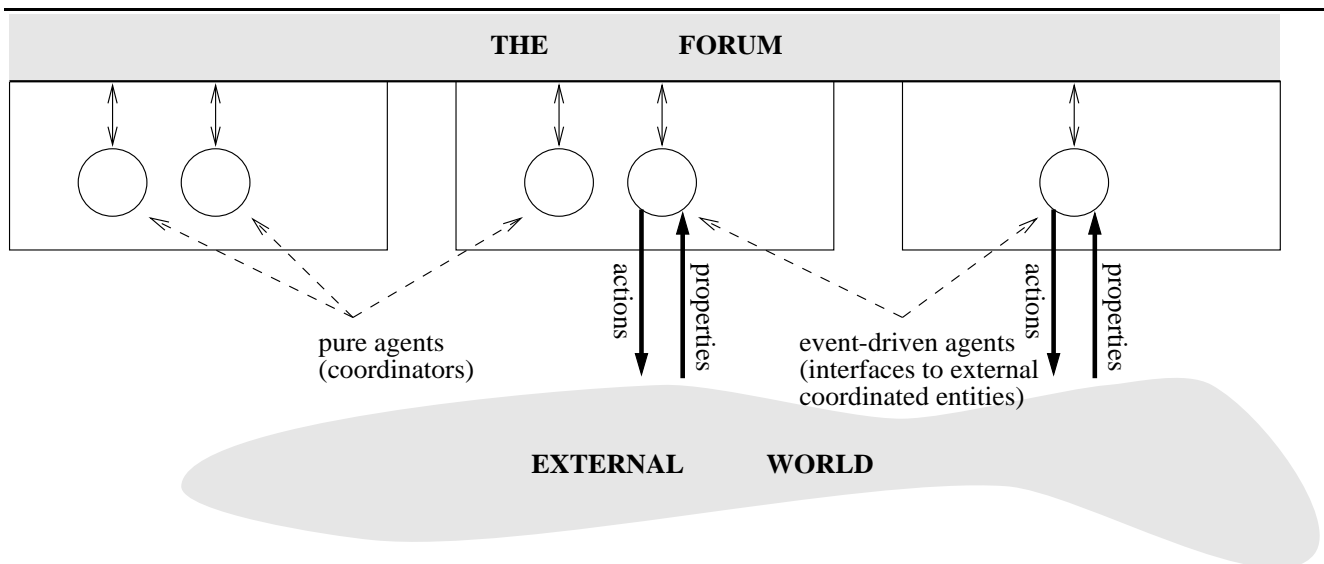 THE FORUM
actions
properties
actions
properties
pure agents
(coordinators)
event-driven agents
(interfaces to external
coordinated entities)
EXTERNAL WORLD